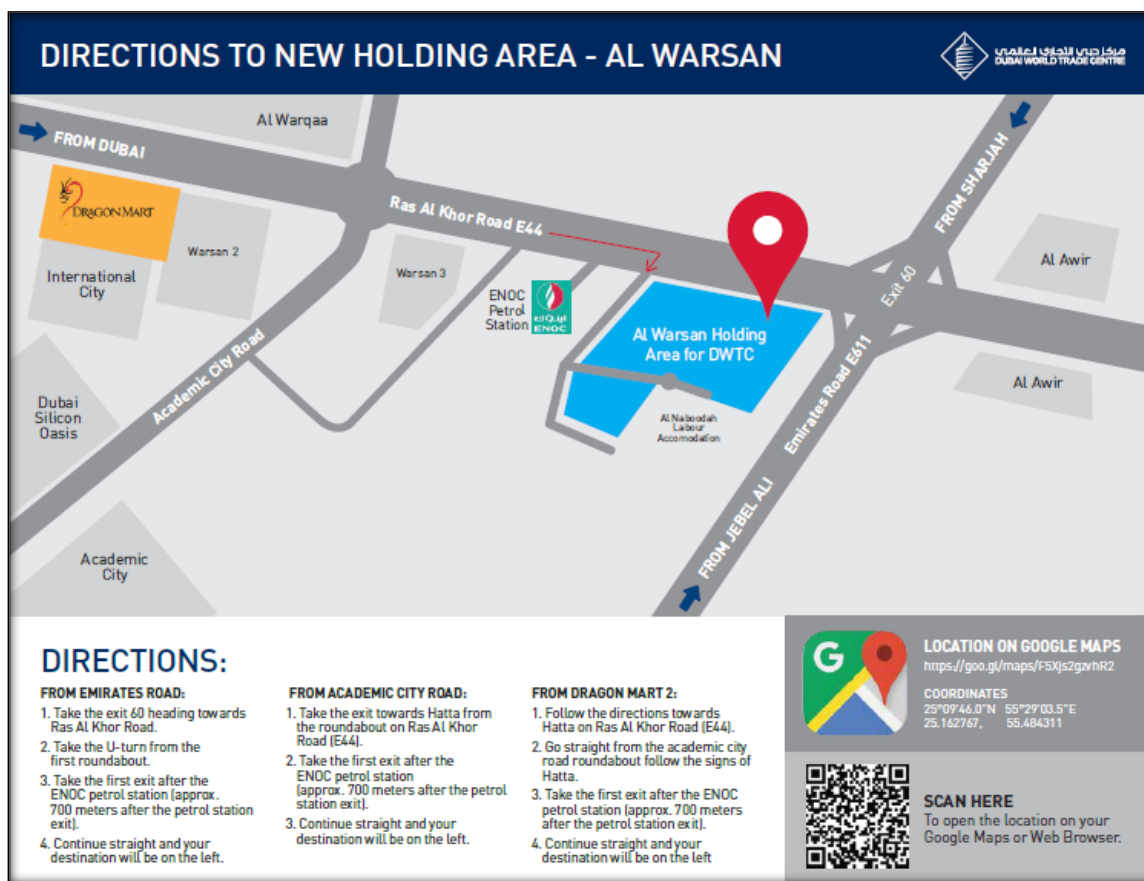 DIRECTIONS TO NEW HOLDING AREA - AL WARSAN
مركز دبي التجاري العالمي
DUBAI WORLD TRADE CENTRE
Al Warqaa
FROM DUBAI
FROM SHARJAH
DRAGON MART
Ras Al Khor Road E44
Warsan 2
International
City
Warsan 3
Al Awir
Exit 60
ENOC
Petrol
Station
ENOC
Al Warsan Holding
Area for DWTC
Emirates Road E611
Academic City Road
Al Awir
Dubai
Silicon
Oasis
Al Naboodah
Labour
Accomodation
FROM JEBEL ALI
Academic
City
DIRECTIONS:
FROM EMIRATES ROAD:
1. Take the exit 60 heading towards
Ras Al Khor Road.
2. Take the U-turn from the
first roundabout.
3. Take the first exit after the
ENOC petrol station (approx.
700 meters after the petrol station
exit).
4. Continue straight and your
destination will be on the left.
FROM ACADEMIC CITY ROAD:
1. Take the exit towards Hatta from
the roundabout on Ras Al Khor
Road (E44).
2. Take the first exit after the
ENOC petrol station
(approx. 700 meters after the petrol
station exit).
3. Continue straight and your
destination will be on the left.
FROM DRAGON MART 2:
1. Follow the directions towards
Hatta on Ras Al Khor Road (E44).
2. Go straight from the academic city
road roundabout follow the signs of
Hatta.
3. Take the first exit after the ENOC
petrol station (approx. 700 meters
after the petrol station exit).
4. Continue straight and your
destination will be on the left
G
LOCATION ON GOOGLE MAPS
https://goo.gl/maps/F5Xjs2gzvhR2
COORDINATES
25°09'46.0"N 55°29'03.5"E
25.162767, 55.484311
SCAN HERE
To open the location on your
Google Maps or Web Browser.